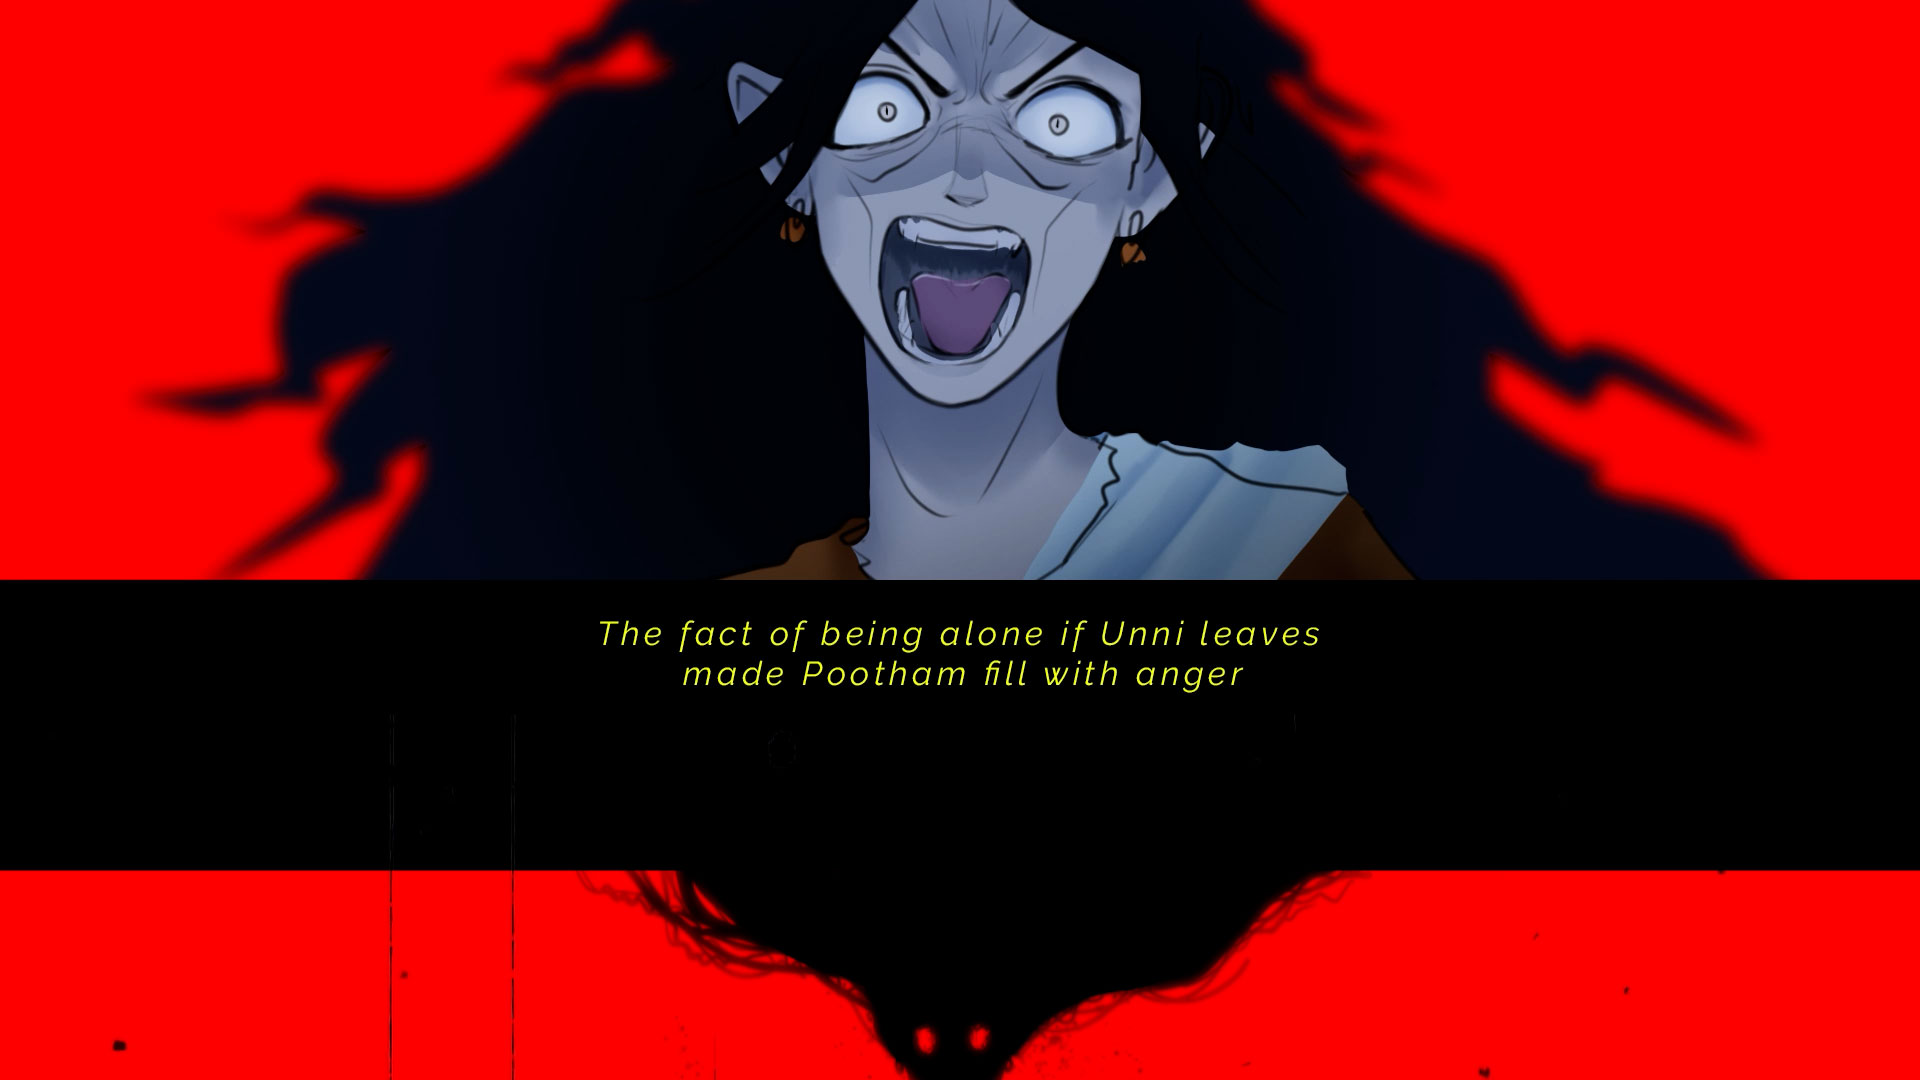 The fact of being alone if Unni leaves
made Pootham fill with anger